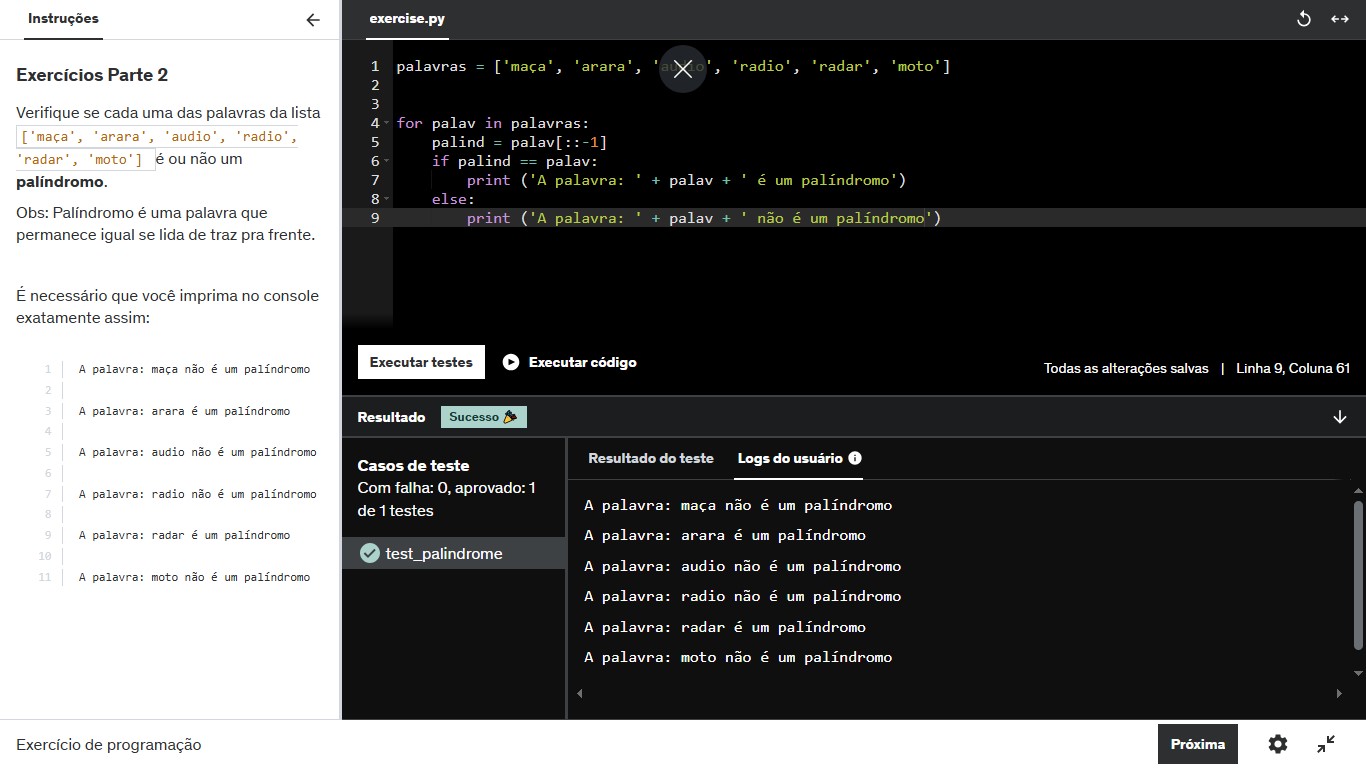 Instruções
Exercícios Parte 2
Verifique se cada uma das palavras da lista
['maça', 'arara', 'audio', 'radio',
'radar', 'moto'] é ou não um
palíndromo.
Obs: Palíndromo é uma palavra que
permanece igual se lida de traz pra frente.
É necessário que você imprima no console
exatamente assim:
1 A palavra: maça não é um palíndromo
2
3 A palavra: arara é um palíndromo
4
5 A palavra: audio não é um palíndromo
6
7 A palavra: radio não é um palíndromo
8
9 A palavra: radar é um palíndromo
10
11 A palavra: moto não é um palíndromo
exercise.py
1 palavras = ['maça', 'arara', 'audio', 'radio', 'radar', 'moto']
2
3
4 for palav in palavras:
5     palind = palav[::-1]
6     if palind == palav:
7         print ('A palavra: ' + palav + ' é um palíndromo')
8     else:
9         print ('A palavra: ' + palav + ' não é um palíndromo')
Executar testes Executar código
Todas as alterações salvas | Linha 9, Coluna 61
Resultado Sucesso
Casos de teste
Com falha: 0, aprovado: 1
de 1 testes
test_palindrome
Resultado do teste Logs do usuário
A palavra: maça não é um palíndromo
A palavra: arara é um palíndromo
A palavra: audio não é um palíndromo
A palavra: radio não é um palíndromo
A palavra: radar é um palíndromo
A palavra: moto não é um palíndromo
Exercício de programação
Próxima